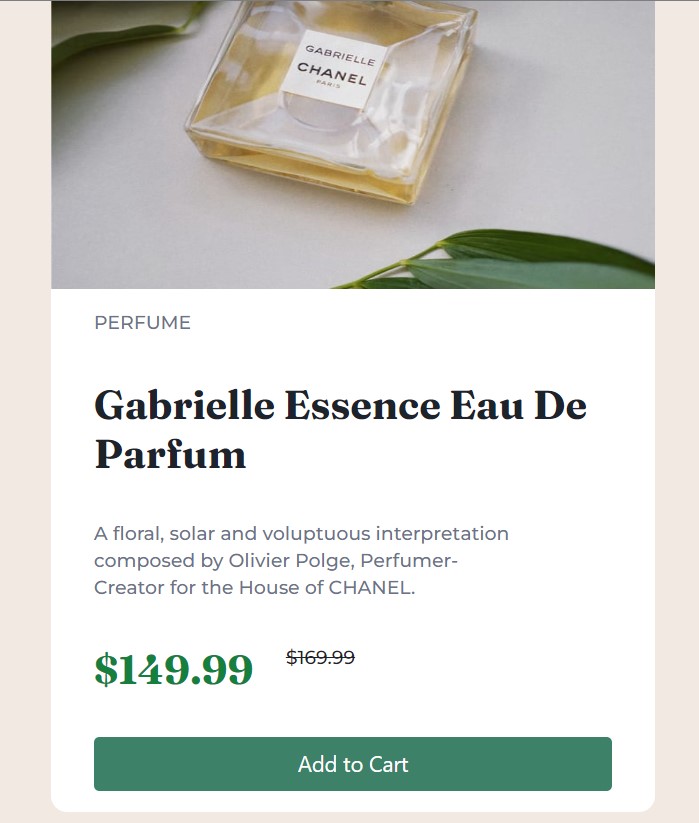 GABRIELLE
CHANEL
PARIS
PERFUME
Gabrielle Essence Eau De
Parfum
A floral, solar and voluptuous interpretation
composed by Olivier Polge, Perfumer-
Creator for the House of CHANEL.
$149.99 $169.99
Add to Cart